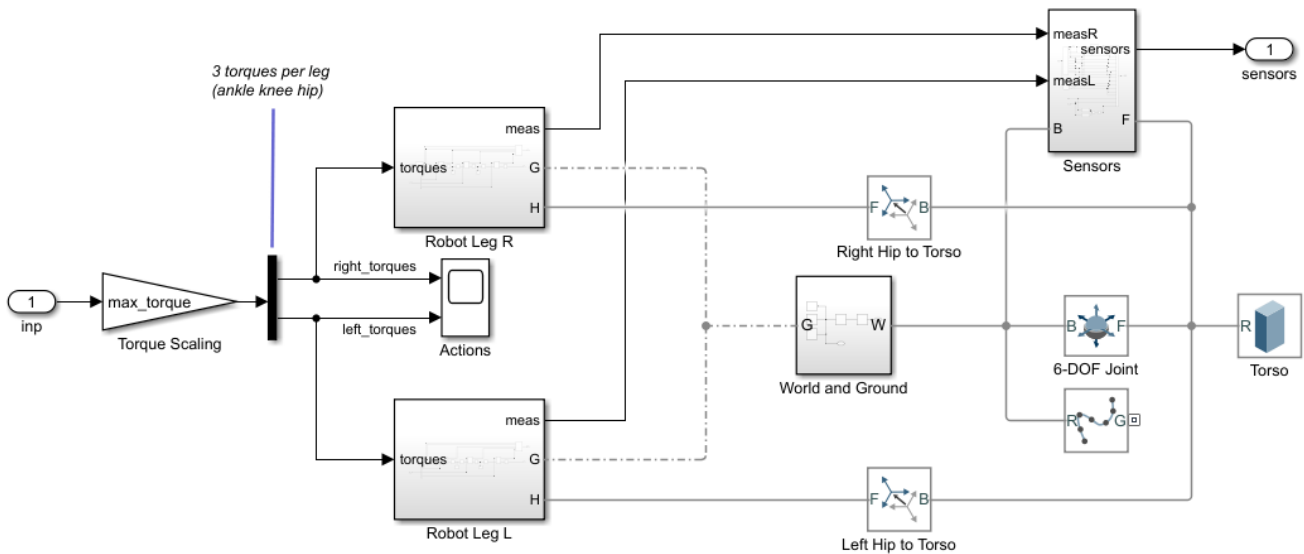 3 torques per leg
(ankle knee hip)
1
inp
max_torque
Torque Scaling
right_torques
left_torques
Actions
torques
meas
G
H
Robot Leg R
torques
meas
G
H
Robot Leg L
measR
sensors
measL
B
F
Sensors
1
sensors
F
B
Right Hip to Torso
G
W
World and Ground
B
F
6-DOF Joint
R
Torso
R
G
F
B
Left Hip to Torso